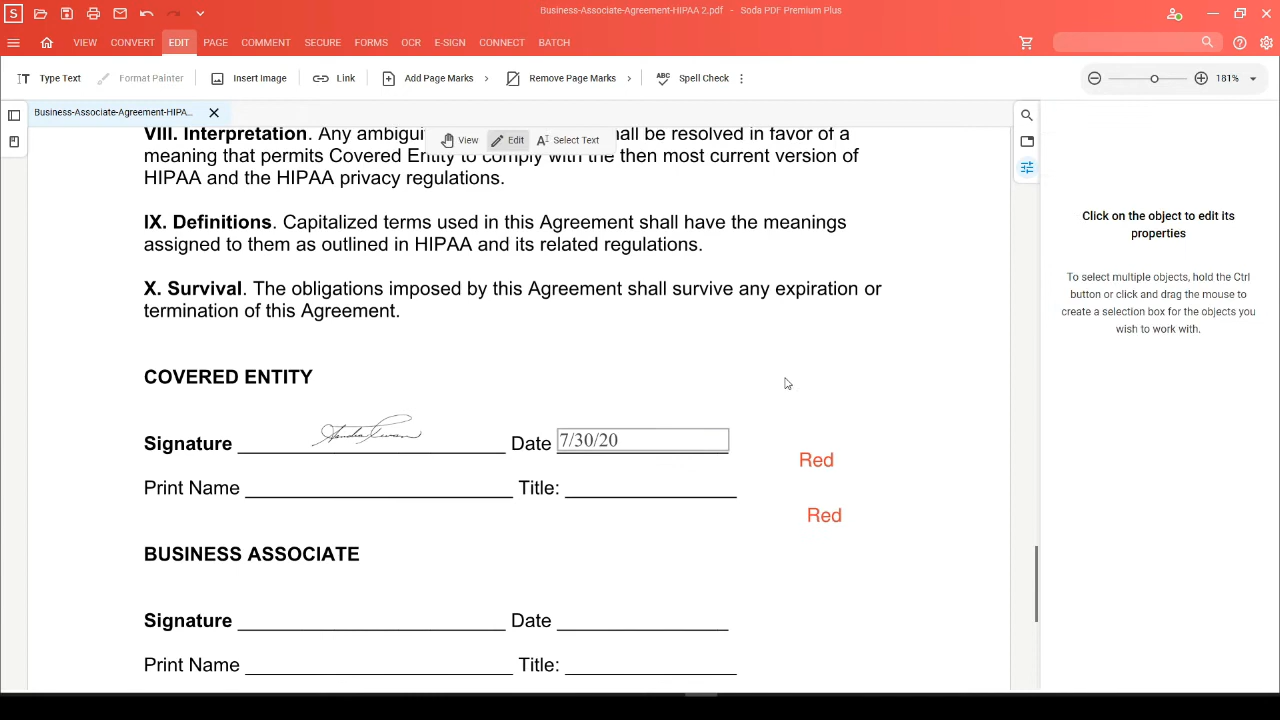 S
Business-Associate-Agreement-HIPAA 2.pdf - Soda PDF Premium Plus
VIEW CONVERT EDIT PAGE COMMENT SECURE FORMS OCR E-SIGN CONNECT BATCH
Type Text Format Painter Insert Image Link Add Page Marks Remove Page Marks ABC Spell Check 181%
Business-Associate-Agreement-HIPA...
VIII. Interpretation. Any ambigu all be resolved in favor of a
View Edit Select Text
meaning that permits Covered Entity to comply with the then most current version of
HIPAA and the HIPAA privacy regulations.
IX. Definitions. Capitalized terms used in this Agreement shall have the meanings
assigned to them as outlined in HIPAA and its related regulations.
X. Survival. The obligations imposed by this Agreement shall survive any expiration or
termination of this Agreement.
COVERED ENTITY
Signature Date 7/30/20
Red
Print Name Title:
Red
BUSINESS ASSOCIATE
Signature Date
Print Name Title:
Click on the object to edit its
properties
To select multiple objects, hold the Ctrl
button or click and drag the mouse to
create a selection box for the objects you
wish to work with.